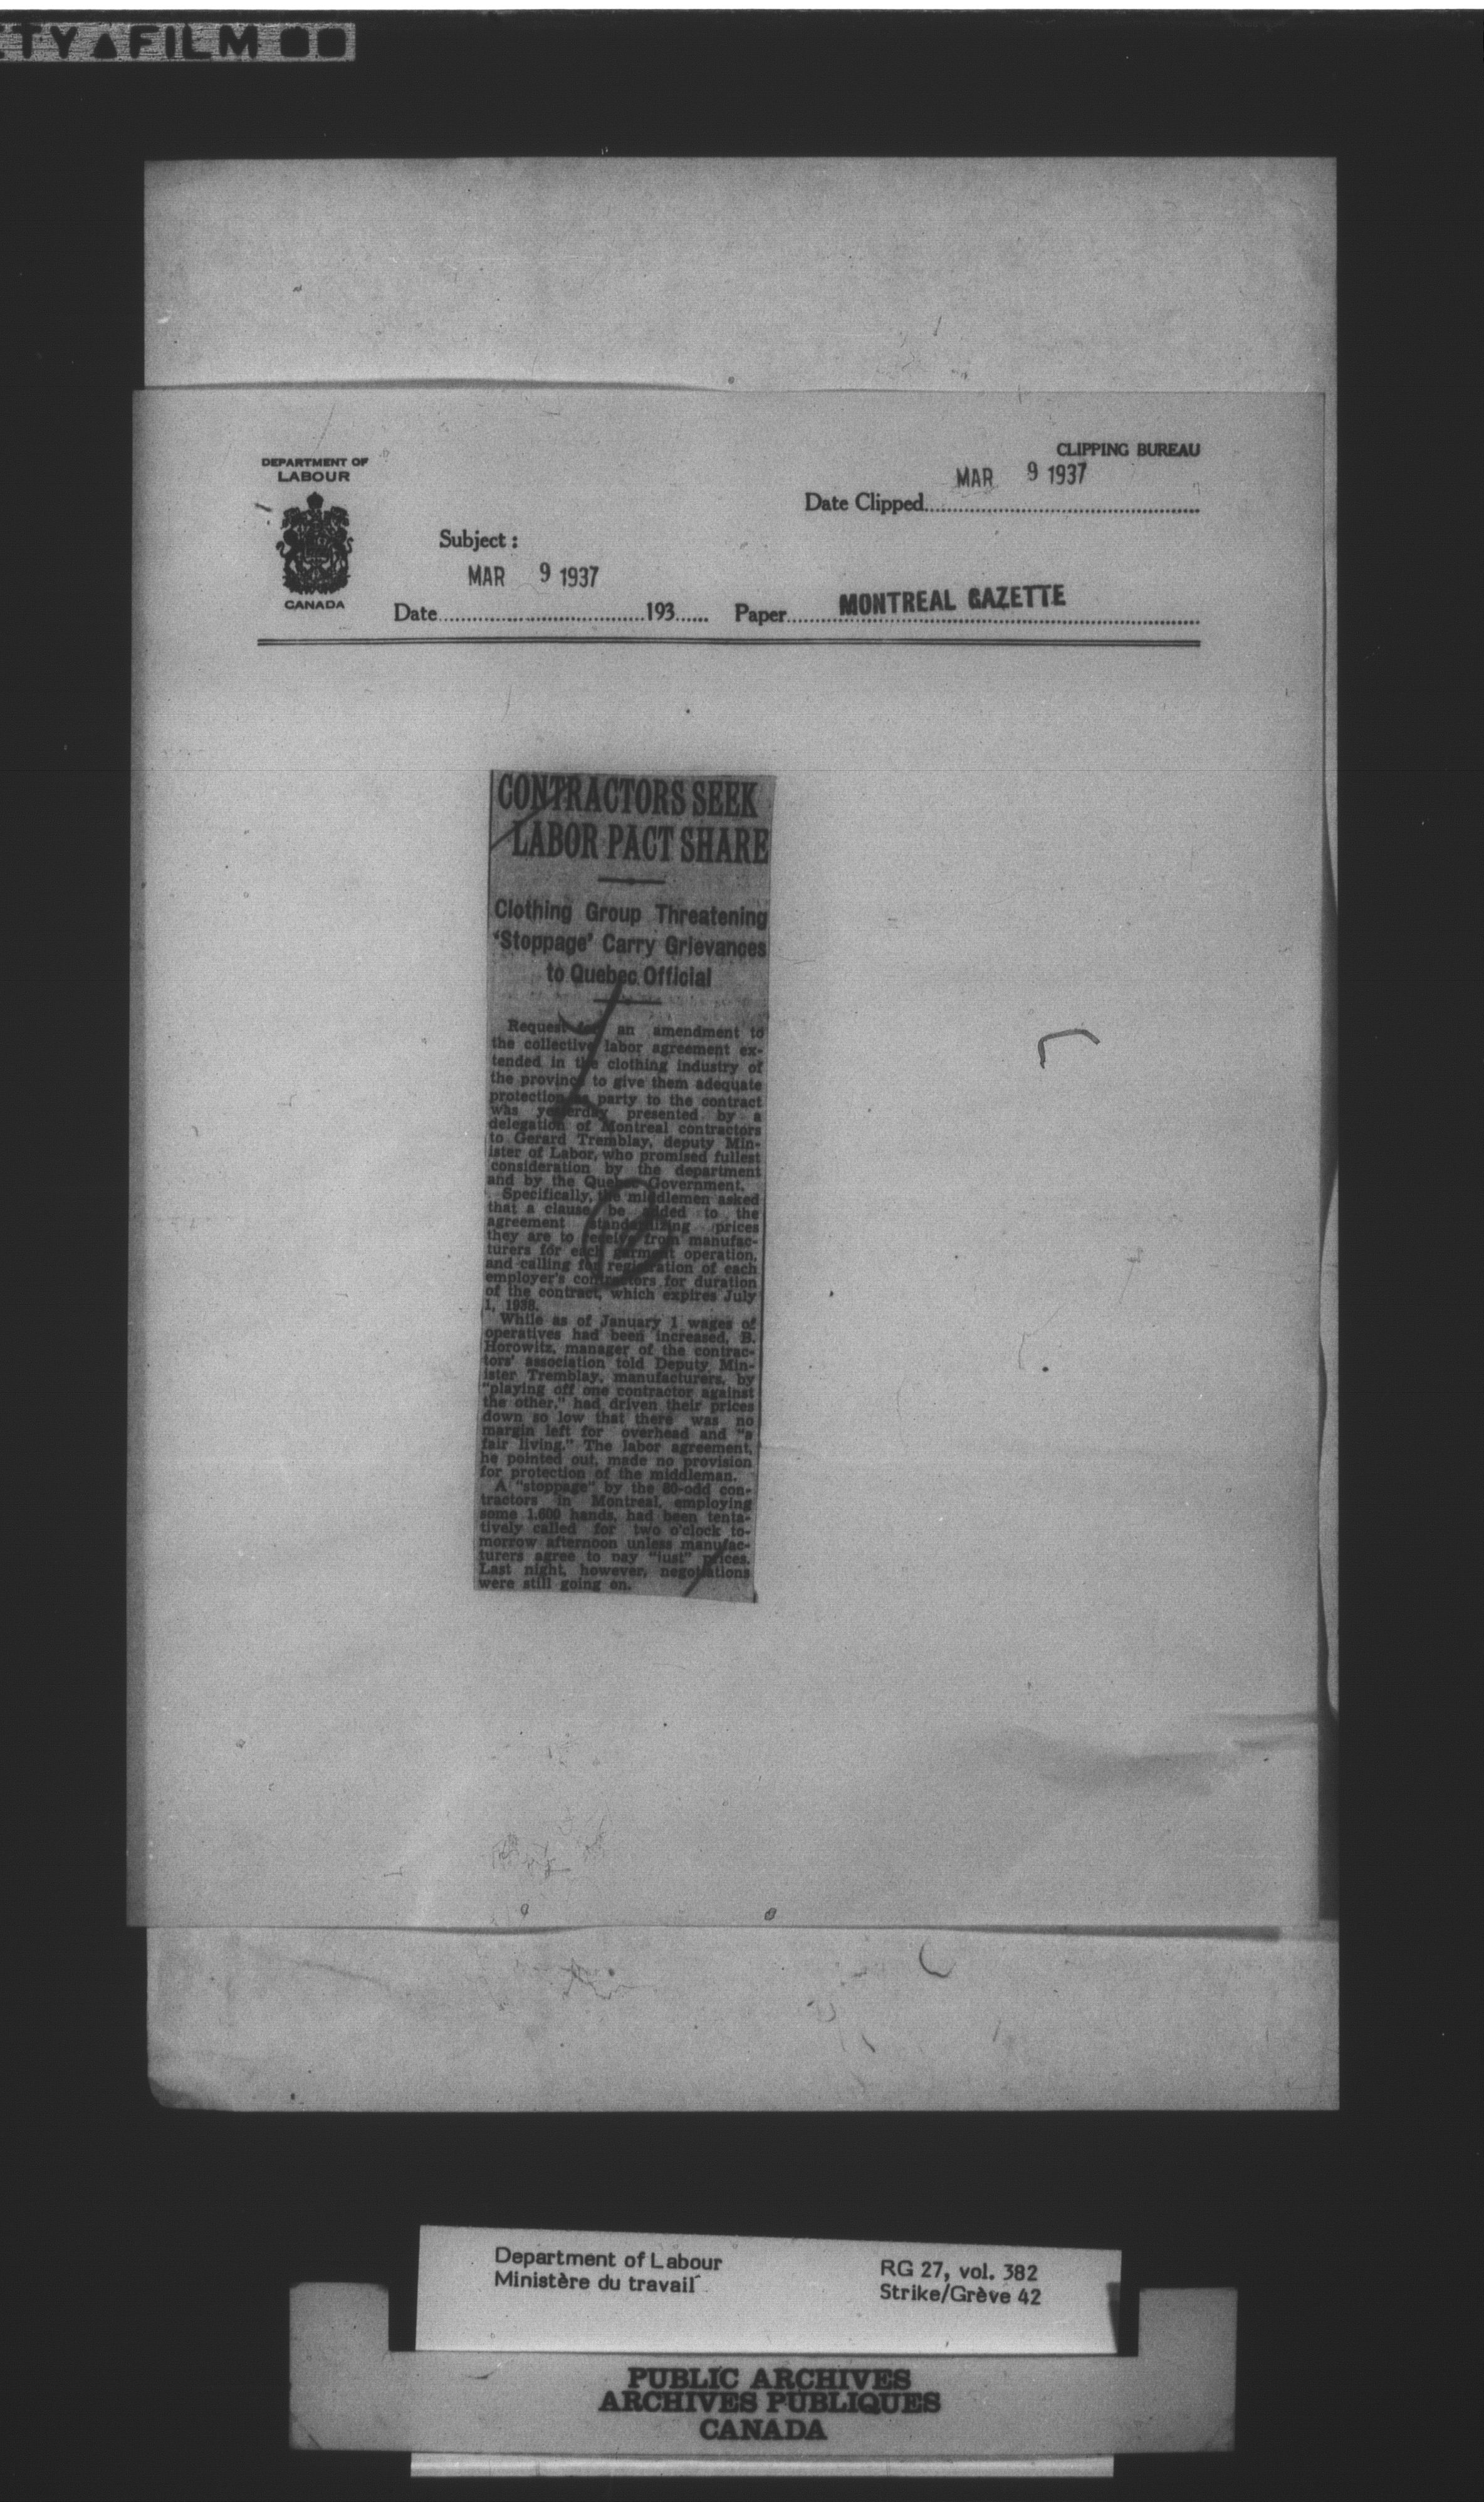 TY▲FILM
CLIPPING BUREAU
DEPARTMENT OF
LABOUR
CANADA
MAR 9 1937
Date Clipped
Subject:
MAR 9 1937
Date 193 Paper MONTREAL GAZETTE
CONTRACTORS SEEK
LABOR PACT SHARE
Clothing Group Threatening
'Stoppage' Carry Grievances
to Quebec Official
Request for an amendment to
the collective labor agreement ex-
tended in the clothing industry of
the province to give them adequate
protection as party to the contract
was yesterday presented by a
delegation of Montreal contractors
to Gerard Tremblay, deputy Min-
ister of Labor, who promised fullest
consideration by the department
and by the Quebec Government.
Specifically, the middlemen asked
that a clause be added to the
agreement standardizing prices
they are to receive from manufac-
turers for each garment operation,
and calling for registration of each
employer's contractors for duration
of the contract, which expires July
1, 1938.
While as of January 1 wages of
operatives had been increased, B.
Horowitz, manager of the contrac-
tors' association told Deputy Min-
ister Tremblay, manufacturers, by
"playing off one contractor against
the other," had driven their prices
down so low that there was no
margin left for overhead and "a
fair living." The labor agreement,
he pointed out, made no provision
for protection of the middleman.
A "stoppage" by the 80-odd con-
tractors in Montreal, employing
some 1,600 hands, had been tenta-
tively called for two o'clock to-
morrow afternoon unless manufac-
turers agree to pay "just" prices.
Last night, however, negotiations
were still going on.
Department of Labour
Ministère du travail
RG 27, vol. 382
Strike/Grève 42
PUBLIC ARCHIVES
ARCHIVES PUBLIQUES
CANADA